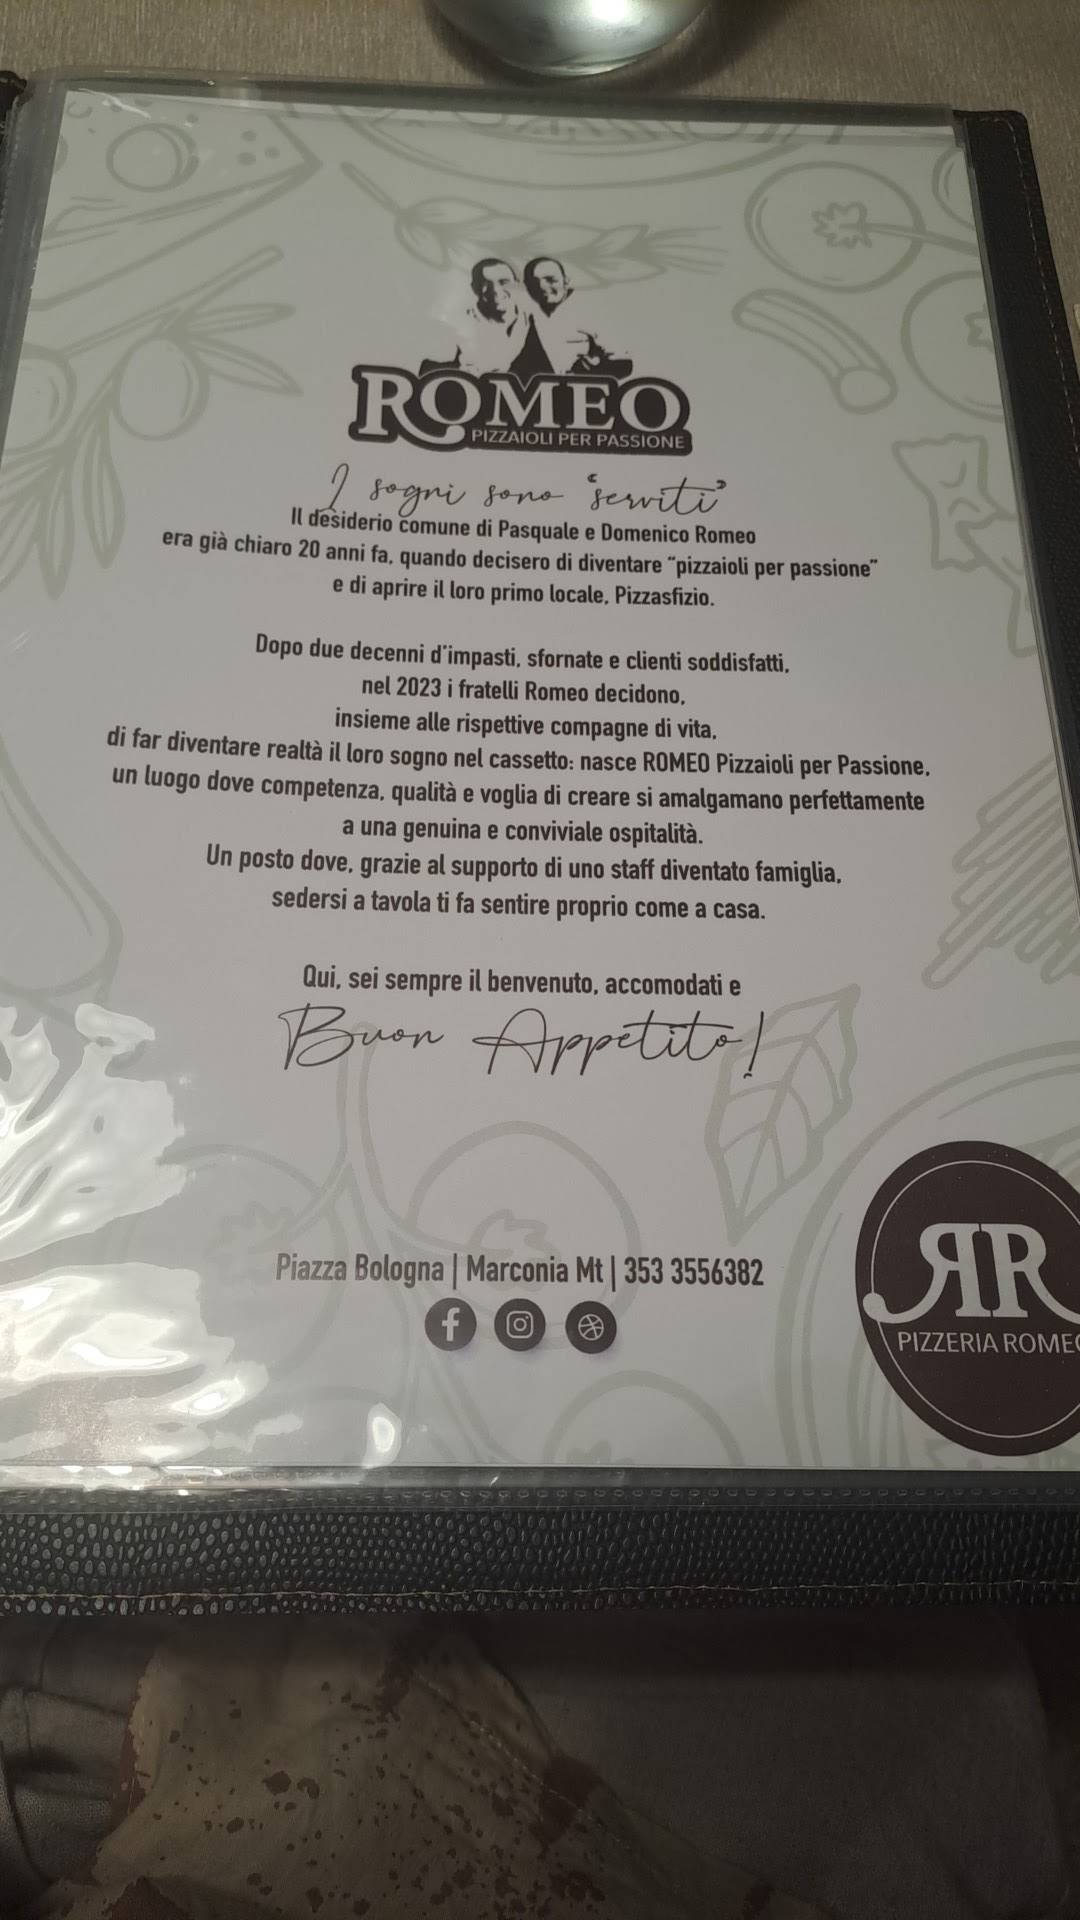 ROMEO
PIZZAIOLI PER PASSIONE
I sogni sono "serviti"
Il desiderio comune di Pasquale e Domenico Romeo
era già chiaro 20 anni fa, quando decisero di diventare "pizzaioli per passione"
e di aprire il loro primo locale, Pizzasfizio.
Dopo due decenni d'impasti, sfornate e clienti soddisfatti,
nel 2023 i fratelli Romeo decidono,
insieme alle rispettive compagne di vita,
di far diventare realtà il loro sogno nel cassetto: nasce ROMEO Pizzaioli per Passione,
un luogo dove competenza, qualità e voglia di creare si amalgamano perfettamente
a una genuina e conviviale ospitalità.
Un posto dove, grazie al supporto di uno staff diventato famiglia,
sedersi a tavola ti fa sentire proprio come a casa.
Qui, sei sempre il benvenuto, accomodati e
Buon Appetito!
Piazza Bologna | Marconia Mt | 353 3556382
RR
PIZZERIA ROMEO